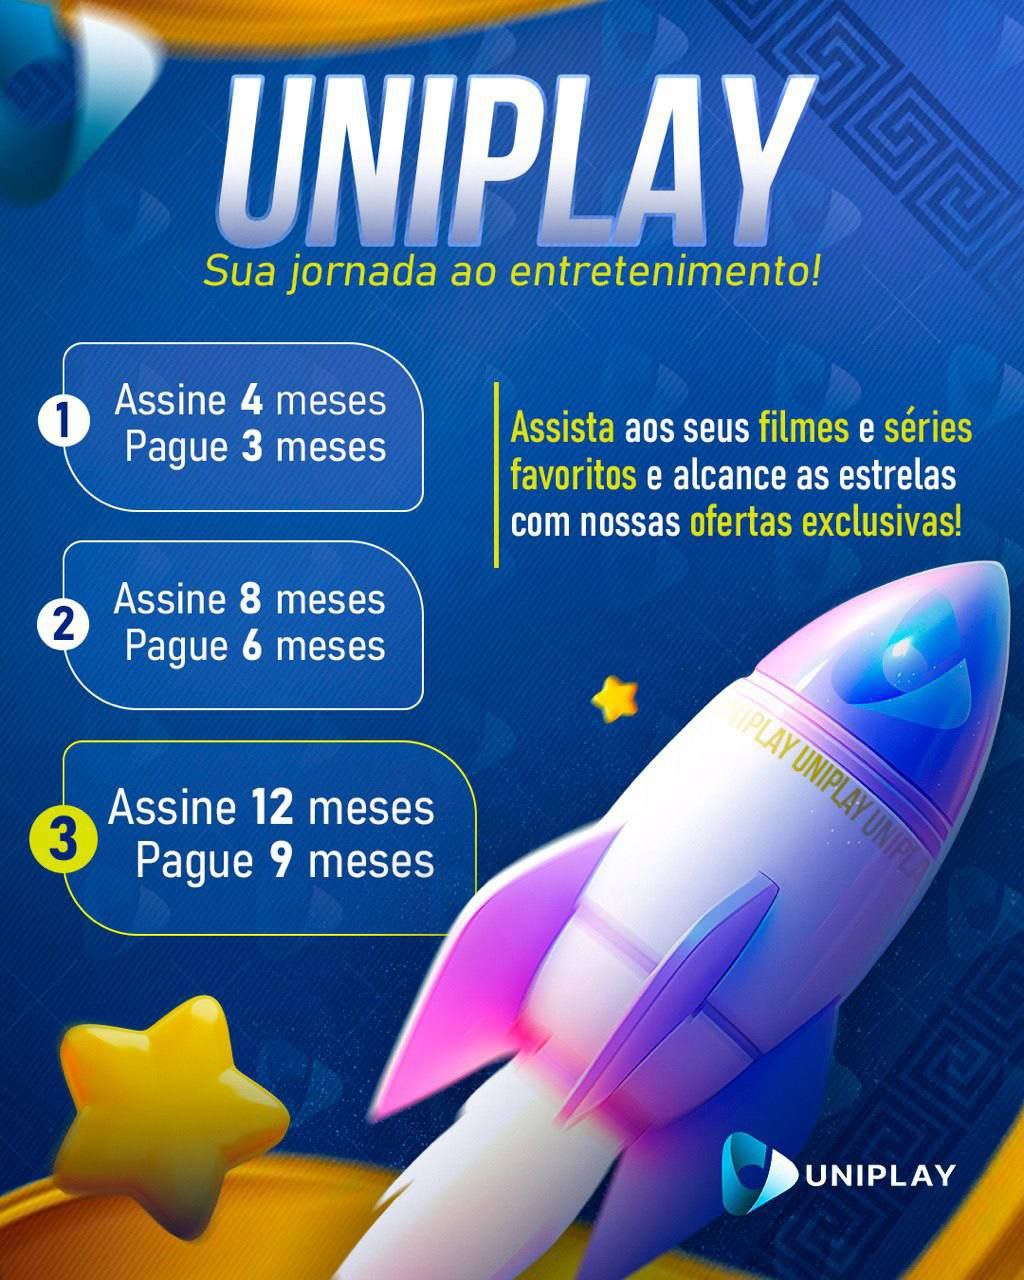 UNIPLAY
Sua jornada ao entretenimento!
1
Assine 4 meses
Pague 3 meses
2
Assine 8 meses
Pague 6 meses
3
Assine 12 meses
Pague 9 meses
Assista aos seus filmes e séries
favoritos e alcance as estrelas
com nossas ofertas exclusivas!
UNIPLAY UNIPLAY UNIPLA
UNIPLAY